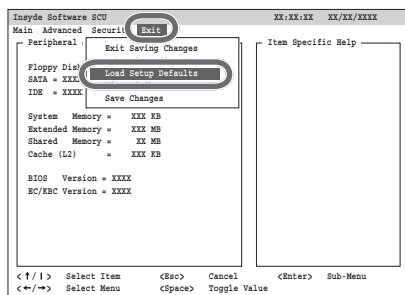 Insyde Software SCU XX:XX:XX XX/XX/XXXX
Main Advanced Securit Exit
Peripheral Item Specific Help
Exit Saving Changes
Floppy Dis
Load Setup Defaults
SATA = XXX
IDE = XXXX
Save Changes
System Memory = XXX KB
Extended Memory = XXX MB
Shared Memory = XX MB
Cache (L2) = XXX KB
BIOS Version = XXXX
EC/KBC Version = XXXX
<↑/↓> Select Item <Esc> Cancel <Enter> Sub-Menu
<←/→> Select Menu <Space> Toggle Value